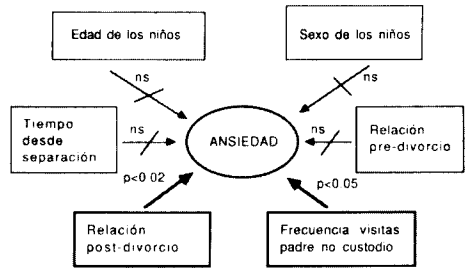 Edad de los niños
Sexo de los niños
ns
ns
Tiempo
desde
separación
ns
ANSIEDAD
ns
Relación
pre-divorcio
p<0.02
p<0.05
Relación
post-divorcio
Frecuencia visitas
padre no custodio